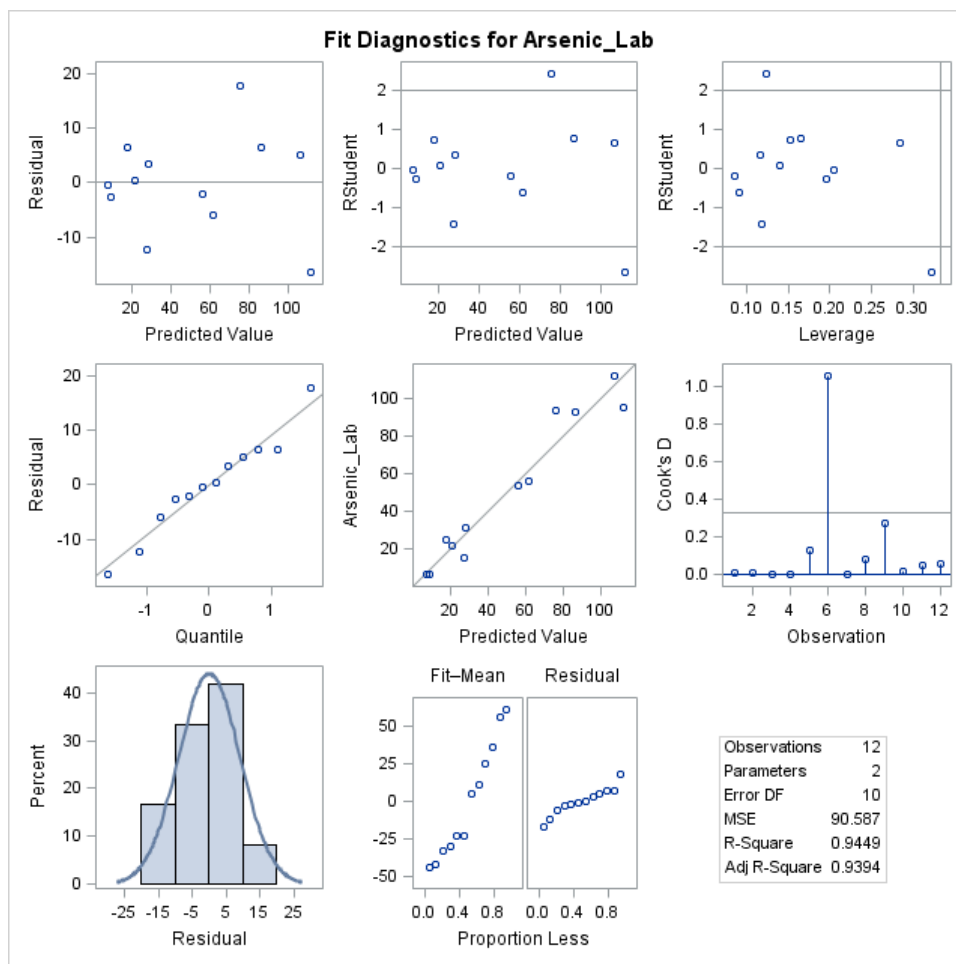 Fit Diagnostics for Arsenic_Lab
20
10
0
-10
Residual
20 40 60 80 100
Predicted Value
2
1
0
-1
-2
RStudent
20 40 60 80 100
Predicted Value
2
1
0
-1
-2
RStudent
0.10 0.15 0.20 0.25 0.30
Leverage
20
10
0
-10
Residual
-1 0 1
Quantile
100
80
60
40
20
Arsenic_Lab
20 40 60 80 100
Predicted Value
1.0
0.8
0.6
0.4
0.2
0.0
Cook's D
2 4 6 8 10 12
Observation
40
30
20
10
0
Percent
-25 -15 -5 5 15 25
Residual
Fit–Mean Residual
50
25
0
-25
-50
0.0 0.4 0.8 0.0 0.4 0.8
Proportion Less
Observations 12
Parameters 2
Error DF 10
MSE 90.587
R-Square 0.9449
Adj R-Square 0.9394